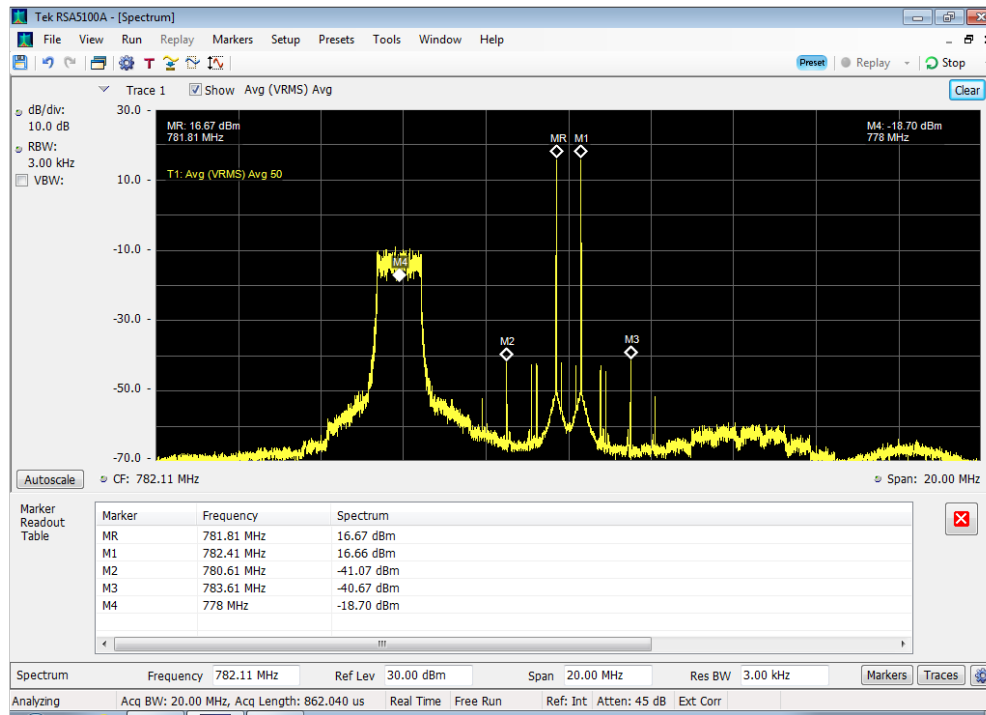 Tek RSA5100A - [Spectrum]
File View Run Replay Markers Setup Presets Tools Window Help
T Preset Replay Stop
Trace 1 Show Avg (VRMS) Avg Clear
dB/div:
10.0 dB
RBW:
3.00 kHz
VBW:
30.0 -
10.0 -
-10.0 -
-30.0 -
-50.0 -
-70.0 -
MR: 16.67 dBm
781.81 MHz
T1: Avg (VRMS) Avg 50
M4: -18.70 dBm
778 MHz
MR M1
M4
M2
M3
Autoscale CF: 782.11 MHz Span: 20.00 MHz
Marker
Readout
Table
Marker Frequency Spectrum
MR 781.81 MHz 16.67 dBm
M1 782.41 MHz 16.66 dBm
M2 780.61 MHz -41.07 dBm
M3 783.61 MHz -40.67 dBm
M4 778 MHz -18.70 dBm
Spectrum Frequency 782.11 MHz Ref Lev 30.00 dBm Span 20.00 MHz Res BW 3.00 kHz Markers Traces
Analyzing Acq BW: 20.00 MHz, Acq Length: 862.040 us Real Time Free Run Ref: Int Atten: 45 dB Ext Corr